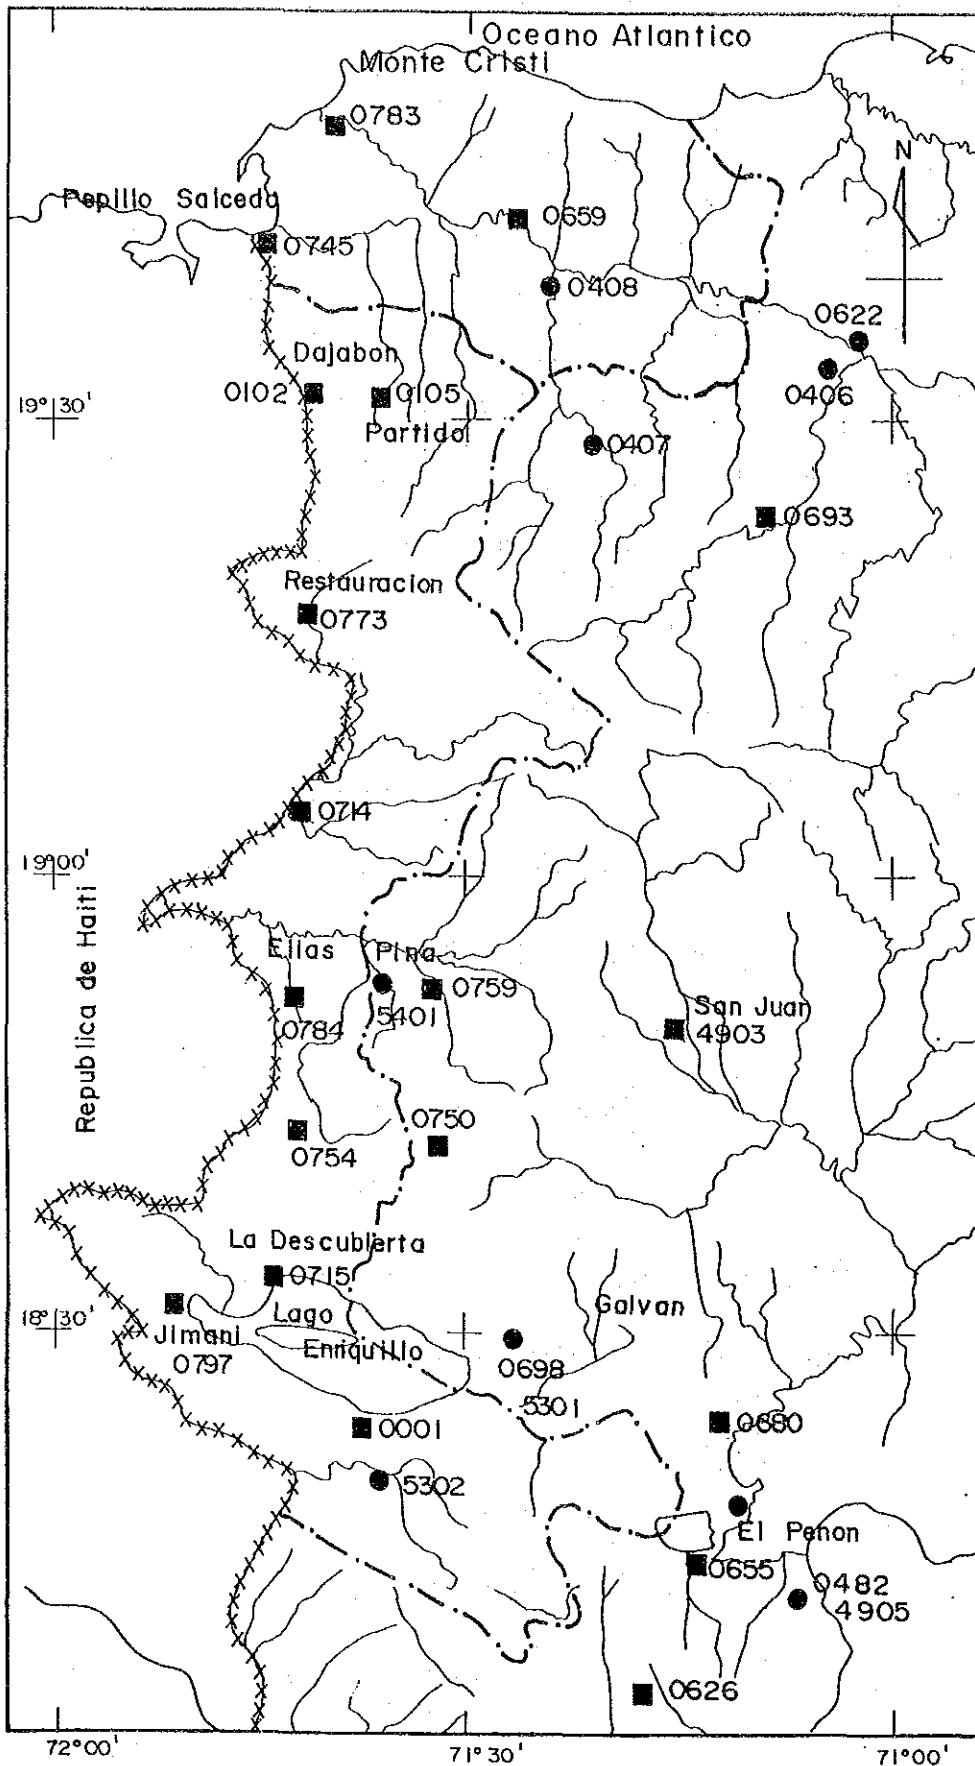 Oceano Atlantico
Monte Cristi
0783
N
Pepillo Salcedo
0659
0745
0408
0622
Dajabon
0102
0105
0406
19°30'
Partido
0407
0693
Restauracion
0773
0714
19°00'
Republica de Haiti
Elias Pina
0759
5401
0784
San Juan
4903
0750
0754
La Descubierta
0715
Galvan
18°30'
Lago
Jimani
Enriquillo
0797
0698
5301
0001
0680
5302
El Penon
0655
0482
4905
0626
72°00'
71°30'
71°00'